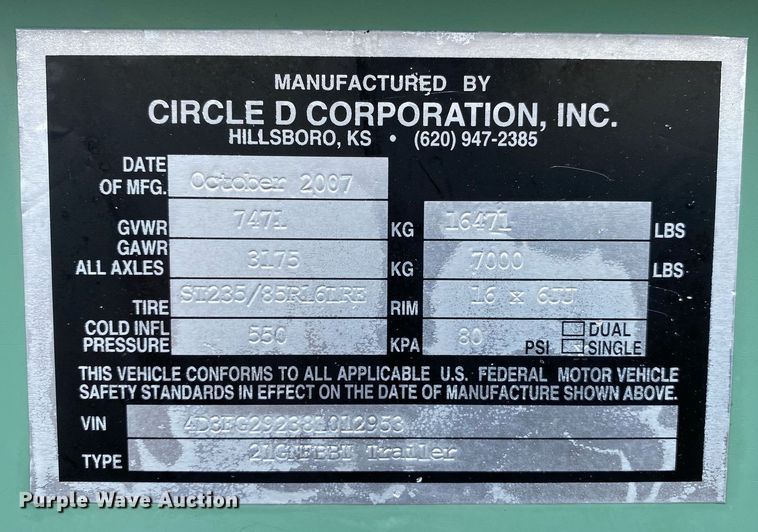 MANUFACTURED BY
CIRCLE D CORPORATION, INC.
HILLSBORO, KS • (620) 947-2385
DATE OF MFG. October 2007
GVWR 7471 KG 16471 LBS
GAWR ALL AXLES 3175 KG 7000 LBS
TIRE ST235/85R16LRE RIM 16 x 6JJ
COLD INFL PRESSURE 550 KPA 80 PSI DUAL SINGLE
THIS VEHICLE CONFORMS TO ALL APPLICABLE U.S. FEDERAL MOTOR VEHICLE
SAFETY STANDARDS IN EFFECT ON THE DATE OF MANUFACTURE SHOWN ABOVE.
VIN 4D3FG292381012953
TYPE Trailer
Purple Wave Auction